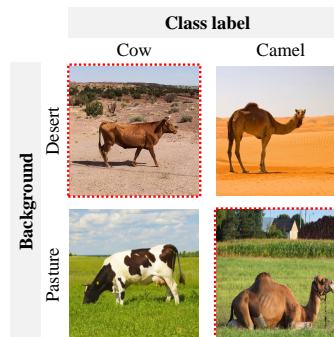 Class label
Cow Camel
Background
Desert
Pasture